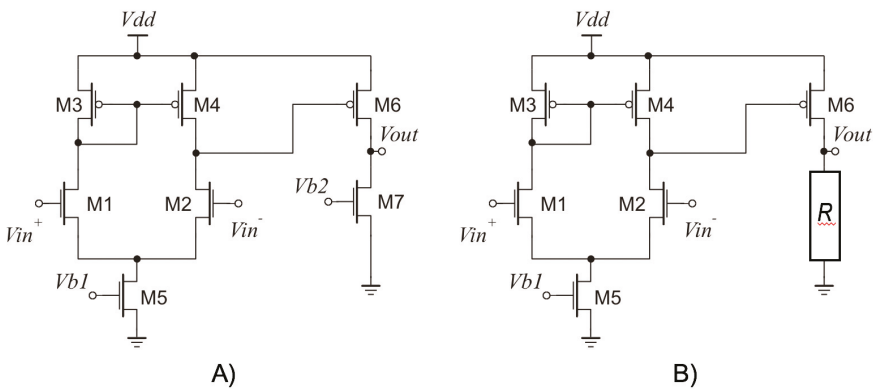 Vdd
M3
M4
M6
Vout
Vb2
M1
M2
M7
Vin+
Vin-
Vb1
M5
A)
Vdd
M3
M4
M6
Vout
M1
M2
R
Vin+
Vin-
Vb1
M5
B)